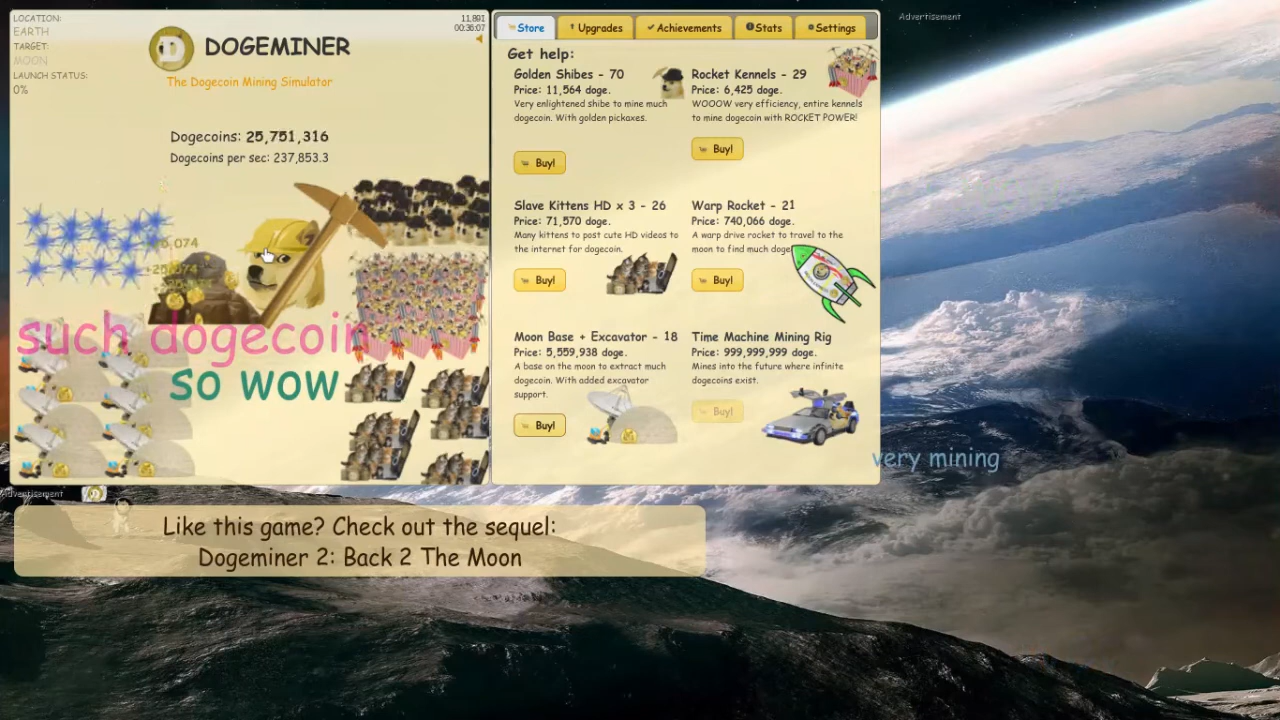 LOCATION:
EARTH
TARGET:
MOON
LAUNCH STATUS:
0%
11,891
00:36:07
DOGEMINER
The Dogecoin Mining Simulator
Dogecoins: 25,751,316
Dogecoins per sec: 237,853.3
such dogecoin
so wow
Store
Upgrades
Achievements
Stats
Settings
Get help:
Golden Shibes - 70
Price: 11,564 doge.
Very enlightened shibe to mine much
dogecoin. With golden pickaxes.
Buy!
Rocket Kennels - 29
Price: 6,425 doge.
WOOOW very efficiency, entire kennels
to mine dogecoin with ROCKET POWER!
Buy!
Slave Kittens HD x 3 - 26
Price: 71,570 doge.
Many kittens to post cute HD videos to
the internet for dogecoin.
Buy!
Warp Rocket - 21
Price: 740,066 doge.
A warp drive rocket to travel to the
moon to find much doge
Buy!
Moon Base + Excavator - 18
Price: 5,559,938 doge.
A base on the moon to extract much
dogecoin. With added excavator
support.
Buy!
Time Machine Mining Rig
Price: 999,999,999 doge.
Mines into the future where infinite
dogecoins exist.
Buy!
Advertisement
very mining
Advertisement
Like this game? Check out the sequel:
Dogeminer 2: Back 2 The Moon